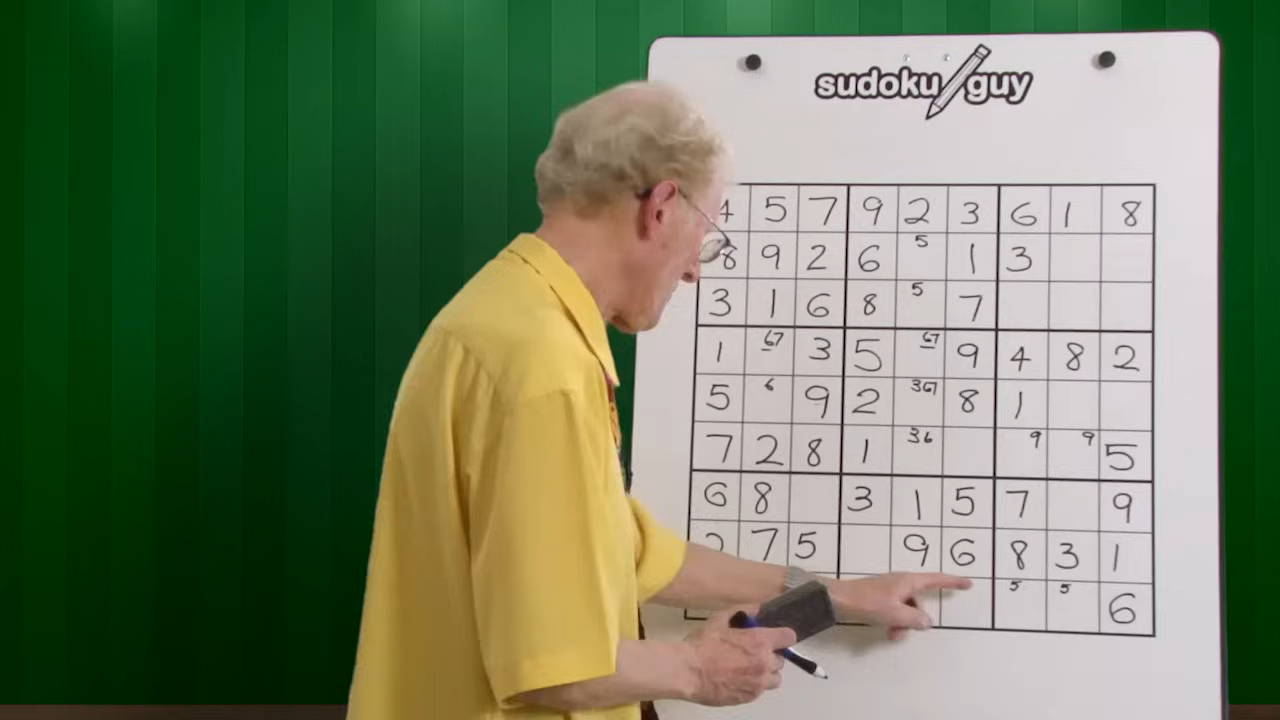 sudoku guy
4 5 7 9 2 3 6 1 8
8 9 2 6 5 1 3
3 1 6 8 5 7
1 67 3 5 67 9 4 8 2
5 6 9 2 367 8 1
7 2 8 1 36 9 9 5
6 8 3 1 5 7 9
2 7 5 9 6 8 3 1
5 5 6